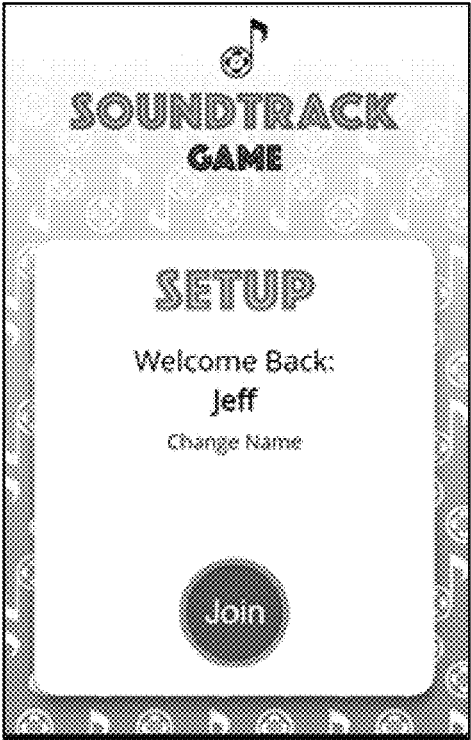 SOUNDTRACK
GAME
SETUP
Welcome Back:
Jeff
Change Name
Join